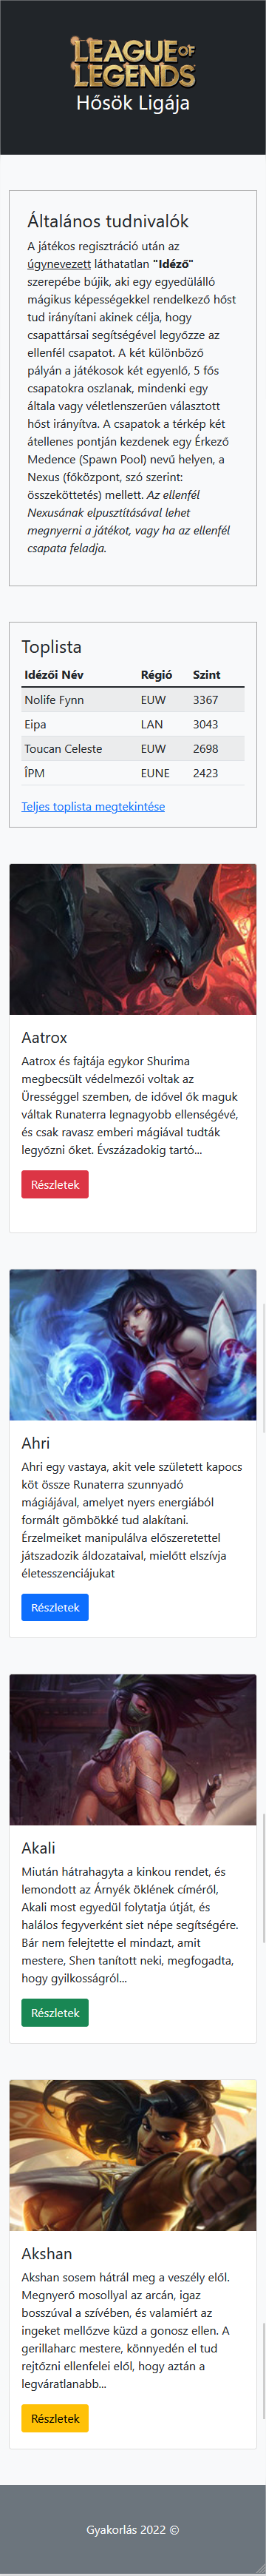 LEAGUE OF
LEGENDS
Hősök Ligája
Általános tudnivalók
A játékos regisztráció után az
úgynevezett láthatatlan "Idéző"
szerepébe bújik, aki egy egyedülálló
mágikus képességekkel rendelkező hőst
tud irányítani akinek célja, hogy
csapattársai segítségével legyőzze az
ellenfél csapatot. A két különböző
pályán a játékosok két egyenlő, 5 fős
csapatokra oszlanak, mindenki egy
általa vagy véletlenszerűen választott
hőst irányítva. A csapatok a térkép két
átellenes pontján kezdenek egy Érkező
Medence (Spawn Pool) nevű helyen, a
Nexus (főközpont, szó szerint:
összeköttetés) mellett. Az ellenfél
Nexusának elpusztításával lehet
megnyerni a játékot, vagy ha az ellenfél
csapata feladja.
Toplista
Idézői Név Régió Szint
Nolife Fynn EUW 3367
Eipa LAN 3043
Toucan Celeste EUW 2698
ÎPM EUNE 2423
Teljes toplista megtekintése
Aatrox
Aatrox és fajtája egykor Shurima
megbecsült védelmezői voltak az
Ürességgel szemben, de idővel ők maguk
váltak Runaterra legnagyobb ellenségévé,
és csak ravasz emberi mágiával tudták
legyőzni őket. Évszázadokig tartó...
Részletek
Ahri
Ahri egy vastaya, akit vele született kapocs
köt össze Runaterra szunnyadó
mágiájával, amelyet nyers energiából
formált gömbökké tud alakítani.
Érzelmeiket manipulálva előszeretettel
játszadozik áldozataival, mielőtt elszívja
életesszenciájukat
Részletek
Akali
Miután hátrahagyta a kinkou rendet, és
lemondott az Árnyék öklének címéről,
Akali most egyedül folytatja útját, és
halálos fegyverként siet népe segítségére.
Bár nem felejtette el mindazt, amit
mestere, Shen tanított neki, megfogadta,
hogy gyilkosságról...
Részletek
Akshan
Akshan sosem hátrál meg a veszély elől.
Megnyerő mosollyal az arcán, igaz
bosszúval a szívében, és valamiért az
ingeket mellőzve küzd a gonosz ellen. A
gerillaharc mestere, könnyedén el tud
rejtőzni ellenfelei elől, hogy aztán a
legváratlanabb...
Részletek
Gyakorlás 2022 ©